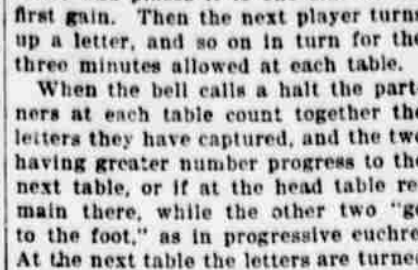 first gain. Then the next player turn
up a letter, and so on in turn for the
three minutes allowed at each table.
When the bell calls a halt the part-
ners at each table count together the
letters they have captured, and the two
having greater number progress to the
next table, or if at the head table re
main there, while the other two "go
to the foot," as in progressive euchre
At the next table the letters are turne